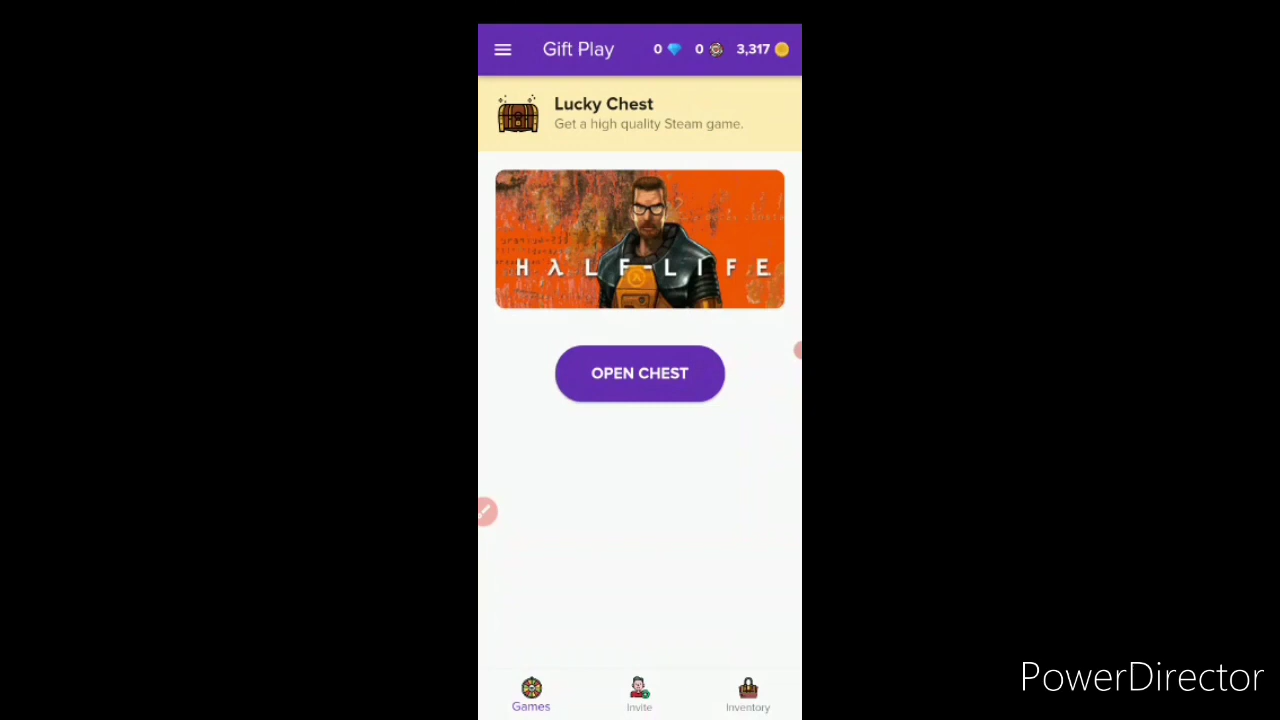 Gift Play 0 0 3,317
Lucky Chest
Get a high quality Steam game.
HλLF-LIFE
OPEN CHEST
Games Invite Inventory
PowerDirector